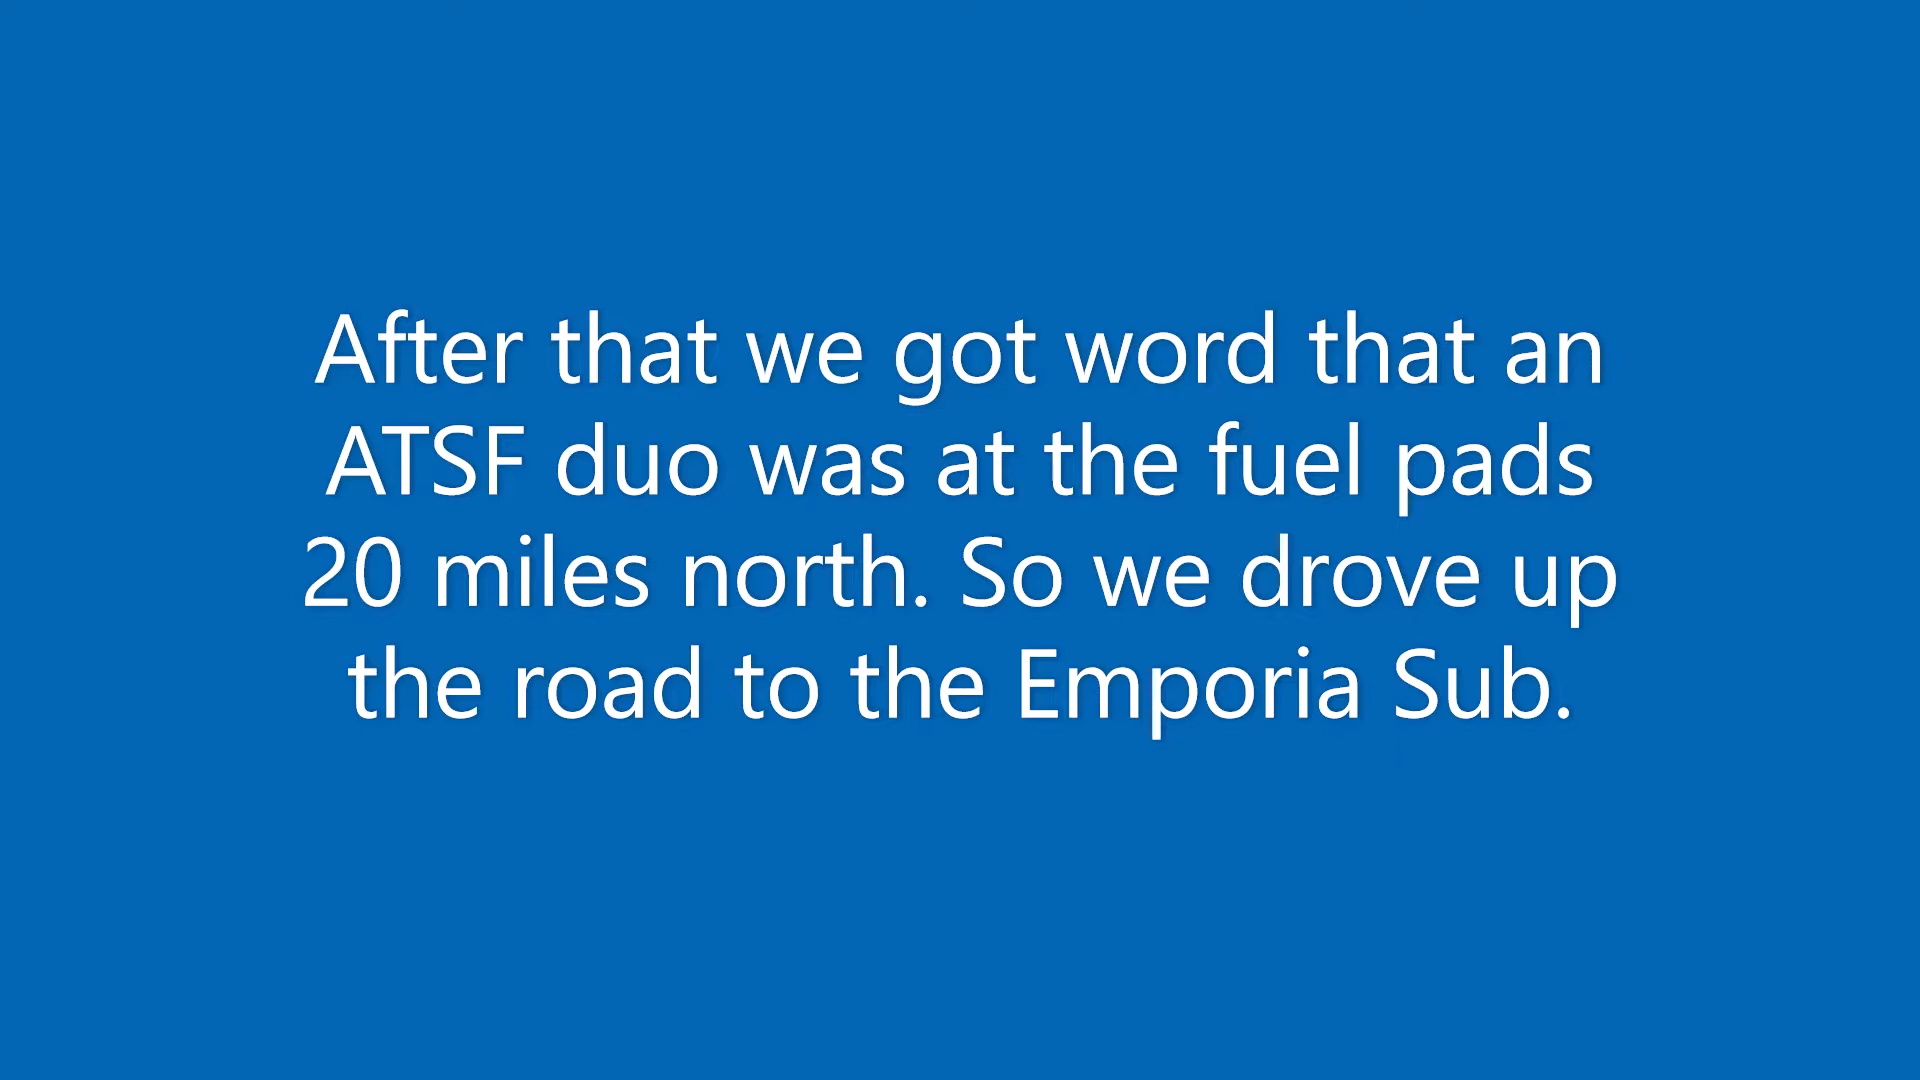 After that we got word that an
ATSF duo was at the fuel pads
20 miles north. So we drove up
the road to the Emporia Sub.